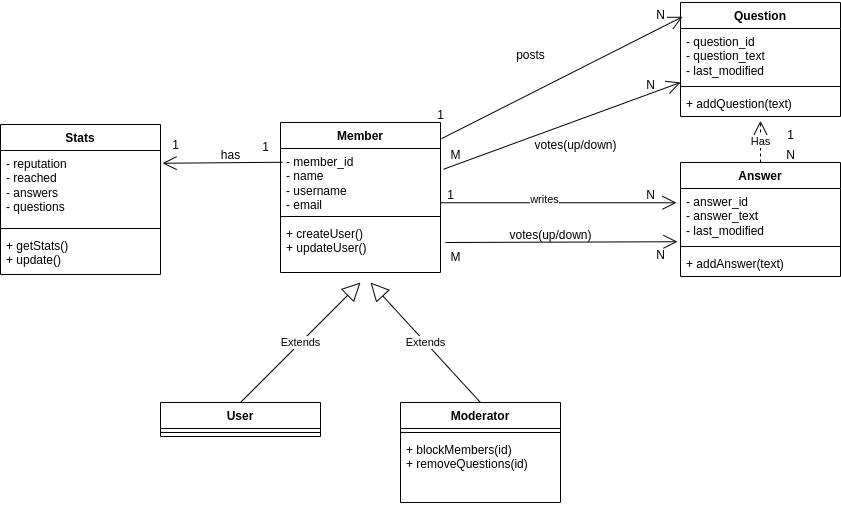 Question
- question_id
- question_text
- last_modified
+ addQuestion(text)
N
posts
1
N
votes(up/down)
M
Stats
- reputation
- reached
- answers
- questions
+ getStats()
+ update()
1
has
1
Member
- member_id
- name
- username
- email
+ createUser()
+ updateUser()
Has
1
N
Answer
- answer_id
- answer_text
- last_modified
+ addAnswer(text)
1
writes
N
votes(up/down)
M
N
Extends
Extends
User
Moderator
+ blockMembers(id)
+ removeQuestions(id)